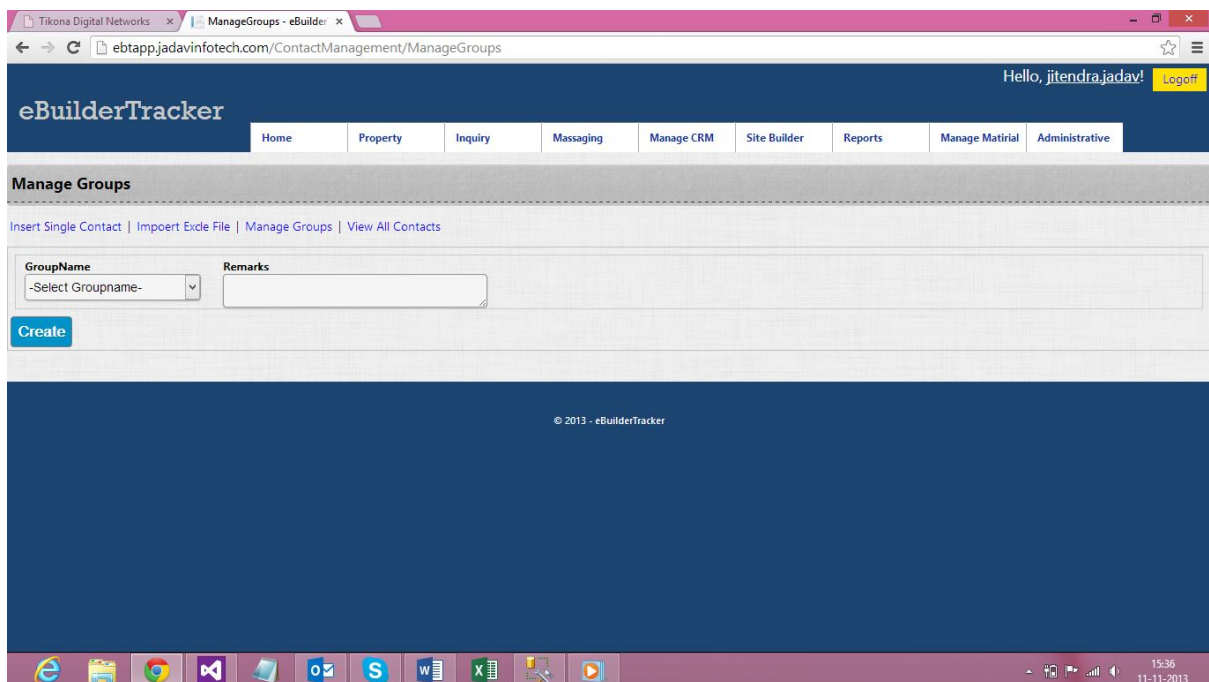 Tikona Digital Networks
ManageGroups - eBuilder
ebtapp.jadavinfotech.com/ContactManagement/ManageGroups
Hello, jitendra.jadav! Logoff
eBuilderTracker
Home Property Inquiry Massaging Manage CRM Site Builder Reports Manage Matirial Administrative
Manage Groups
Insert Single Contact | Impoert Excle File | Manage Groups | View All Contacts
GroupName Remarks
-Select Groupname-
Create
© 2013 - eBuilderTracker
15:36
11-11-2013